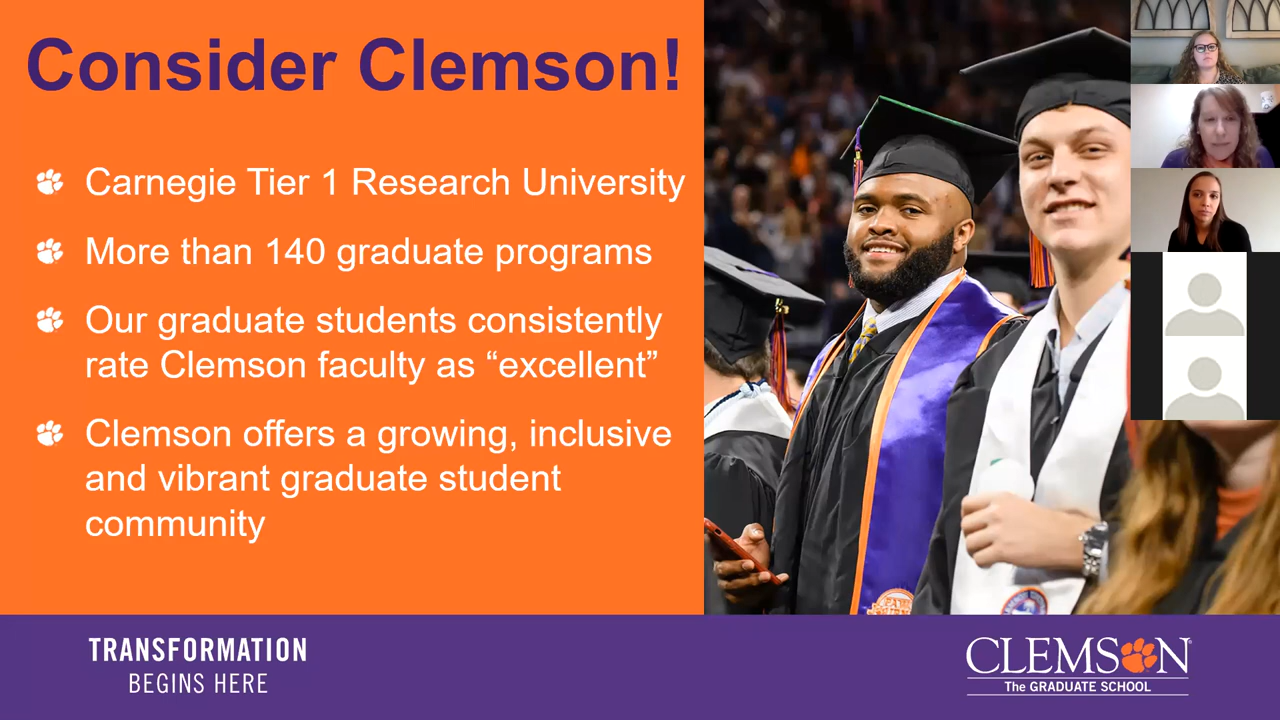 Consider Clemson!
Carnegie Tier 1 Research University
More than 140 graduate programs
Our graduate students consistently
rate Clemson faculty as “excellent”
Clemson offers a growing, inclusive
and vibrant graduate student
community
TRANSFORMATION
BEGINS HERE
CLEMSON®
The GRADUATE SCHOOL